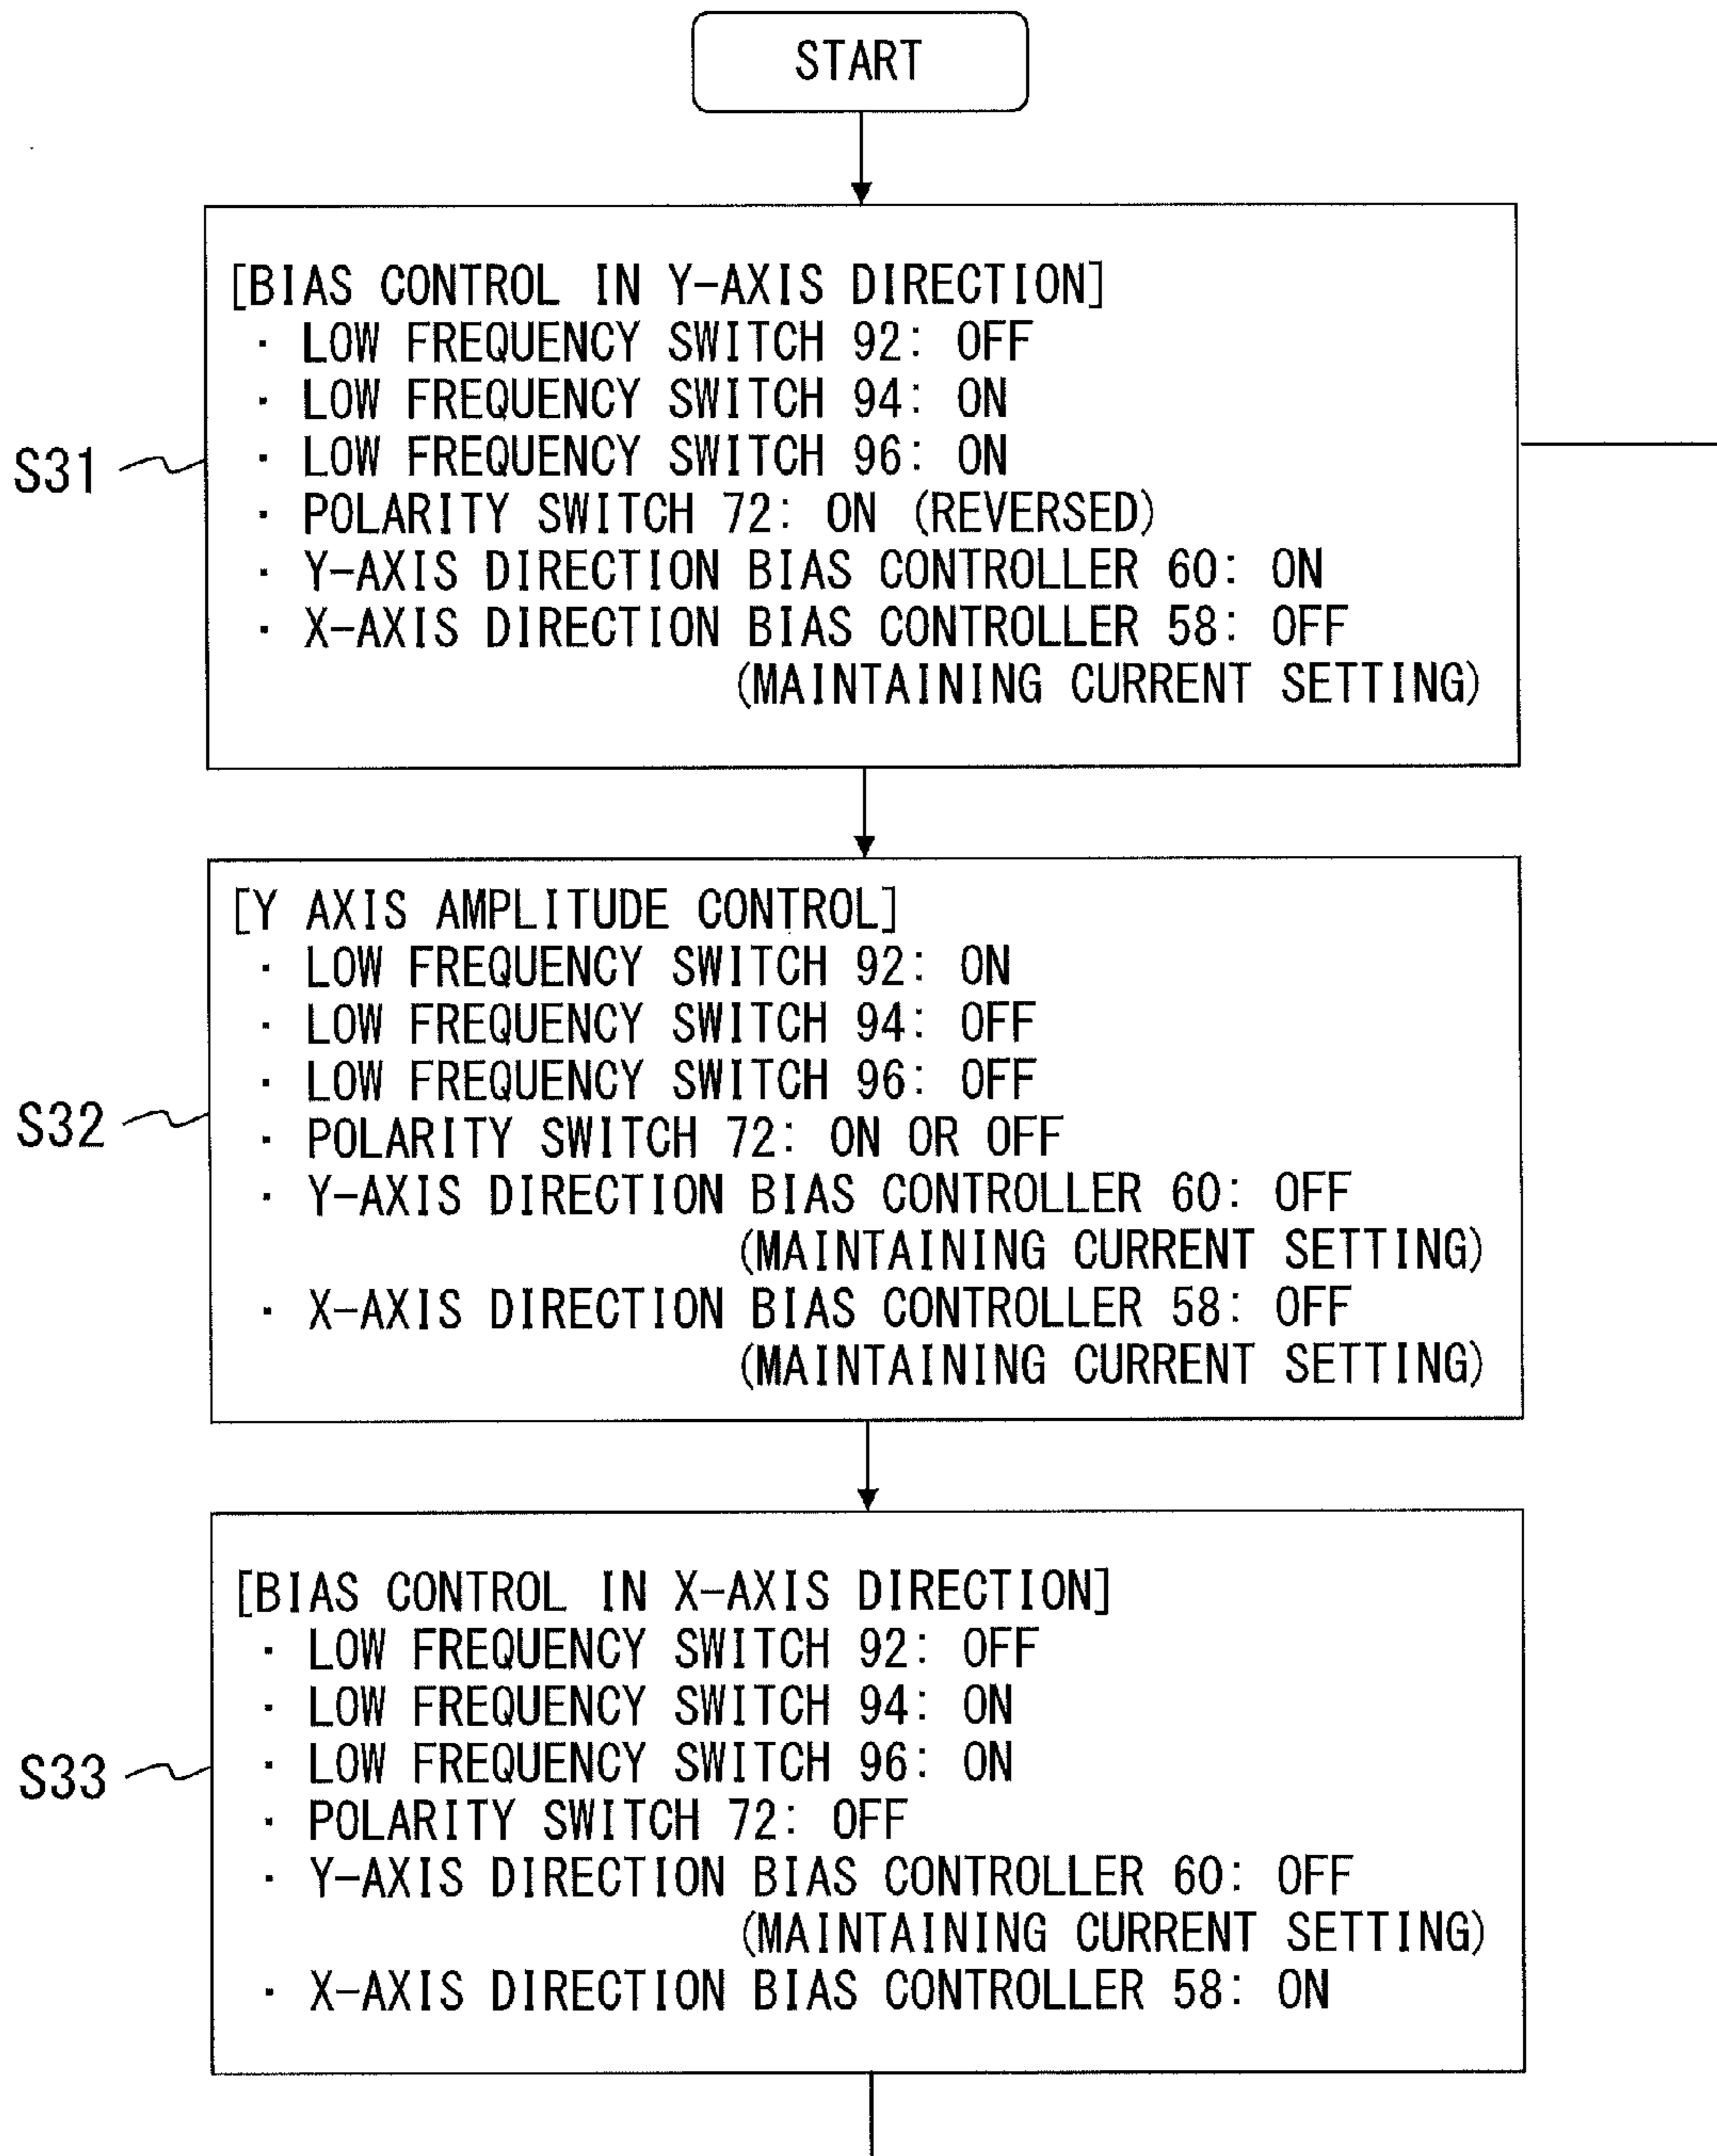 START
[BIAS CONTROL IN Y-AXIS DIRECTION]
· LOW FREQUENCY SWITCH 92: OFF
· LOW FREQUENCY SWITCH 94: ON
· LOW FREQUENCY SWITCH 96: ON
· POLARITY SWITCH 72: ON (REVERSED)
· Y-AXIS DIRECTION BIAS CONTROLLER 60: ON
· X-AXIS DIRECTION BIAS CONTROLLER 58: OFF
(MAINTAINING CURRENT SETTING)
S31
[Y AXIS AMPLITUDE CONTROL]
· LOW FREQUENCY SWITCH 92: ON
· LOW FREQUENCY SWITCH 94: OFF
· LOW FREQUENCY SWITCH 96: OFF
· POLARITY SWITCH 72: ON OR OFF
· Y-AXIS DIRECTION BIAS CONTROLLER 60: OFF
(MAINTAINING CURRENT SETTING)
· X-AXIS DIRECTION BIAS CONTROLLER 58: OFF
(MAINTAINING CURRENT SETTING)
S32
[BIAS CONTROL IN X-AXIS DIRECTION]
· LOW FREQUENCY SWITCH 92: OFF
· LOW FREQUENCY SWITCH 94: ON
· LOW FREQUENCY SWITCH 96: ON
· POLARITY SWITCH 72: OFF
· Y-AXIS DIRECTION BIAS CONTROLLER 60: OFF
(MAINTAINING CURRENT SETTING)
· X-AXIS DIRECTION BIAS CONTROLLER 58: ON
S33